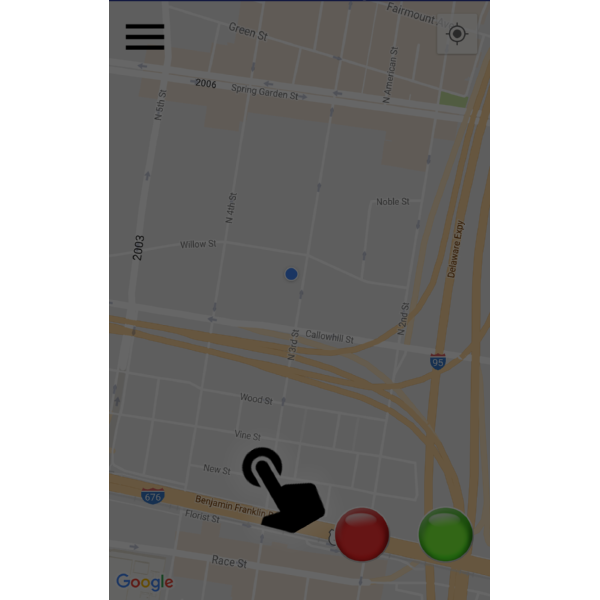 Fairmount
Green St
2006
Spring Garden St
N American St
N 5th St
N 4th St
Noble St
2003
Willow St
Delaware Expy
N 2nd St
Callowhill St
N 3rd St
95
Wood St
Vine St
New St
676
Benjamin Franklin
Florist St
Race St
Google